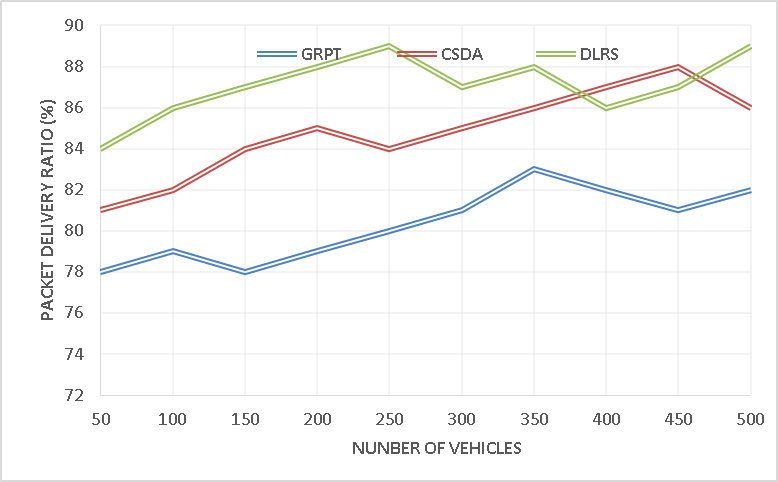 90
88
86
84
82
80
78
76
74
72
PACKET DELIVERY RATIO (%)
GRPT CSDA DLRS
50 100 150 200 250 300 350 400 450 500
NUNBER OF VEHICLES